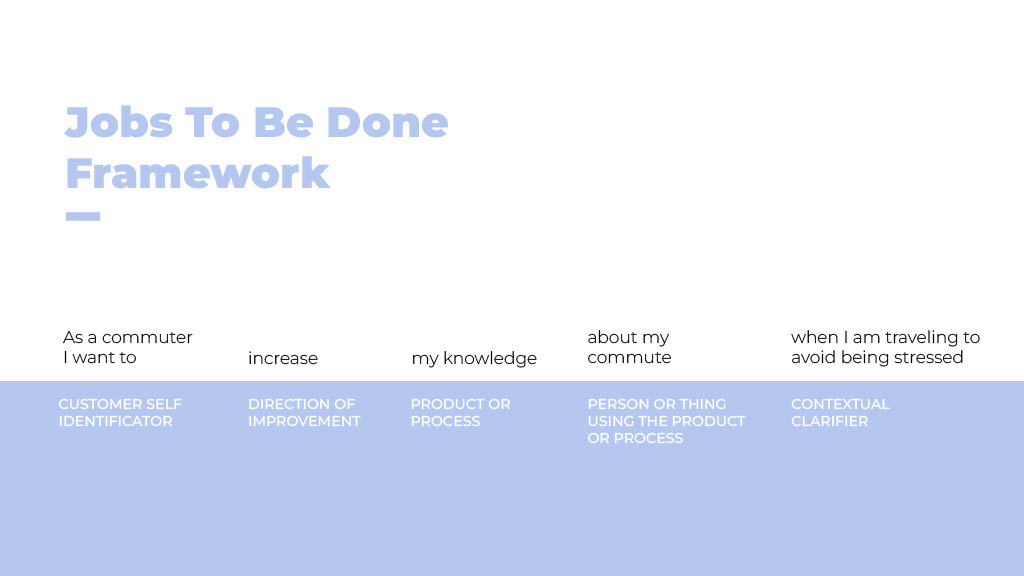 Jobs To Be Done
Framework
As a commuter
I want to
increase
my knowledge
about my
commute
when I am traveling to
avoid being stressed
CUSTOMER SELF
IDENTIFICATOR
DIRECTION OF
IMPROVEMENT
PRODUCT OR
PROCESS
PERSON OR THING
USING THE PRODUCT
OR PROCESS
CONTEXTUAL
CLARIFIER